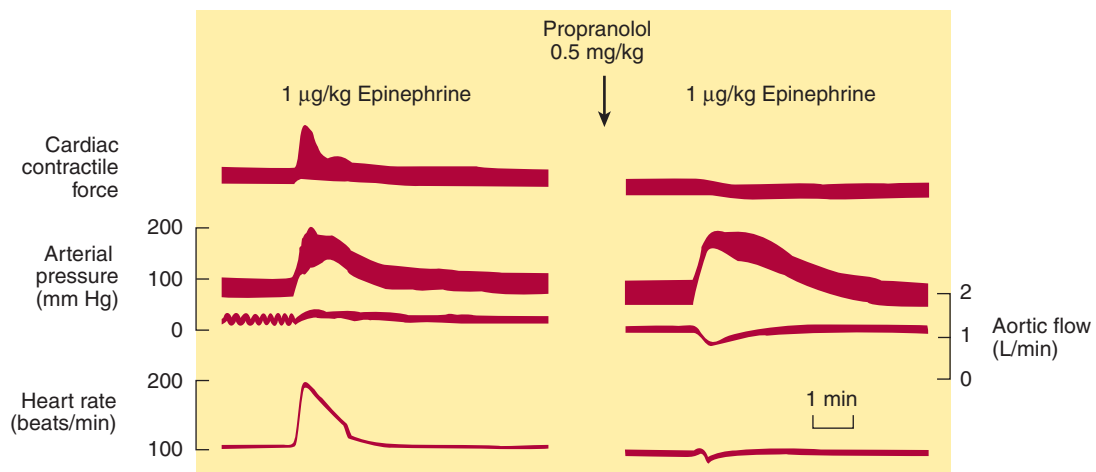 Propranolol
0.5 mg/kg
1 μg/kg Epinephrine
1 μg/kg Epinephrine
Cardiac
contractile
force
200
Arterial
pressure
(mm Hg)
100
0
2
1
0
Aortic flow
(L/min)
200
Heart rate
(beats/min)
100
1 min